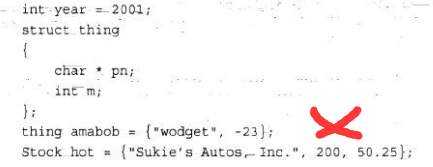 int year = 2001;
struct thing
{
char * pn;
int m;
};
thing amabob = {"wodget", -23};
Stock hot = {"Sukie's Autos, Inc.", 200, 50.25};